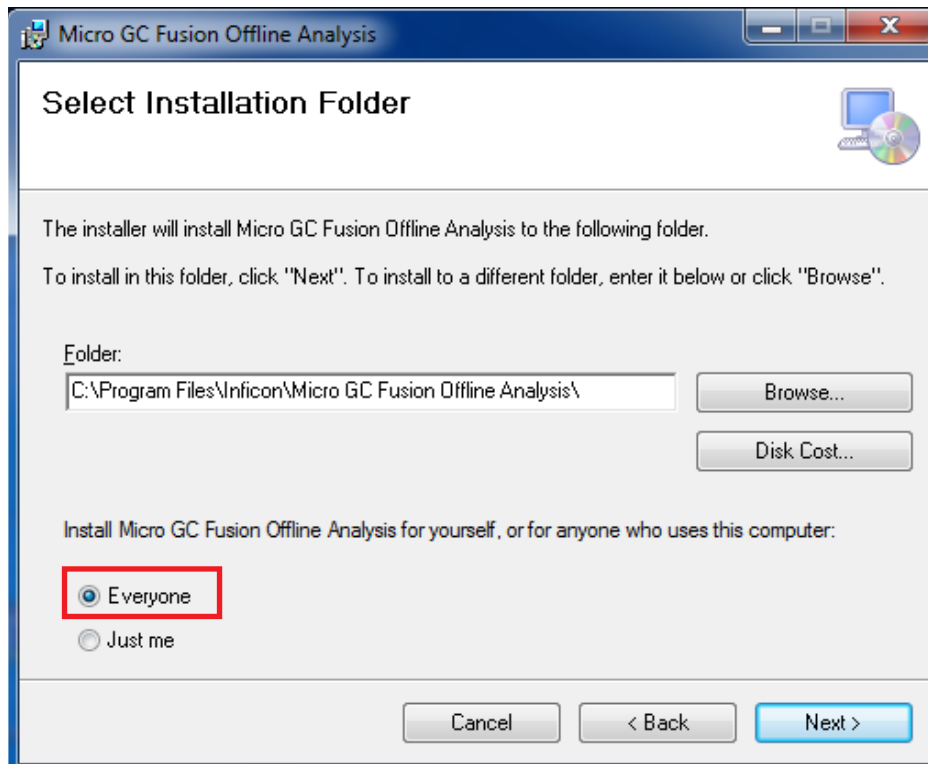 Micro GC Fusion Offline Analysis
Select Installation Folder
The installer will install Micro GC Fusion Offline Analysis to the following folder.
To install in this folder, click "Next". To install to a different folder, enter it below or click "Browse".
Folder:
C:\Program Files\Inficon\Micro GC Fusion Offline Analysis\
Browse...
Disk Cost...
Install Micro GC Fusion Offline Analysis for yourself, or for anyone who uses this computer:
Everyone
Just me
Cancel
< Back
Next >